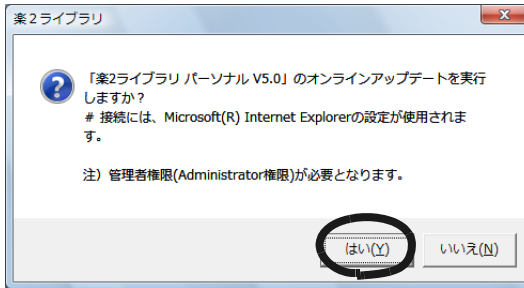 楽２ライブラリ
「楽2ライブラリ パーソナル V5.0」のオンラインアップデートを実行
しますか？
# 接続には、Microsoft(R) Internet Explorerの設定が使用されま
す。
注）管理者権限(Administrator権限)が必要となります。
はい(Y) いいえ(N)